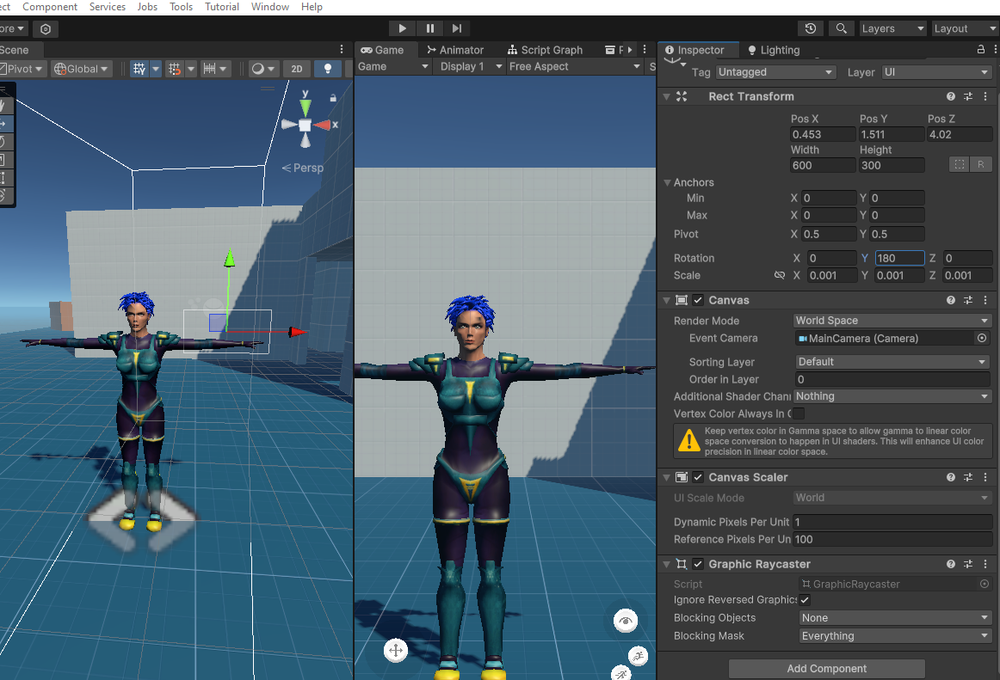 ect Component Services Jobs Tools Tutorial Window Help
ore Layers Layout
Scene
Pivot Global 2D
y
x
Persp
Game Animator Script Graph
Game Display 1 Free Aspect S
Inspector Lighting
Tag Untagged Layer UI
Rect Transform
Pos X Pos Y Pos Z
0.453 1.511 4.02
Width Height
600 300 R
Anchors
Min X 0 Y 0
Max X 0 Y 0
Pivot X 0.5 Y 0.5
Rotation X 0 Y 180 Z 0
Scale X 0.001 Y 0.001 Z 0.001
Canvas
Render Mode World Space
Event Camera MainCamera (Camera)
Sorting Layer Default
Order in Layer 0
Additional Shader Chan Nothing
Vertex Color Always In
Keep vertex color in Gamma space to allow gamma to linear color
space conversion to happen in UI shaders. This will enhance UI color
precision in linear color space.
Canvas Scaler
UI Scale Mode World
Dynamic Pixels Per Unit 1
Reference Pixels Per Un 100
Graphic Raycaster
Script GraphicRaycaster
Ignore Reversed Graphics
Blocking Objects None
Blocking Mask Everything
Add Component